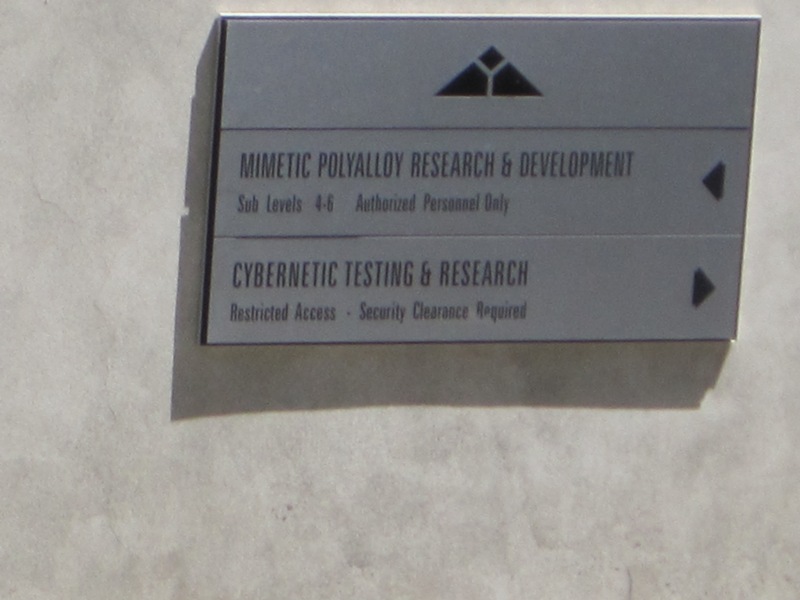 MIMETIC POLYALLOY RESEARCH & DEVELOPMENT
Sub Levels 4-6 Authorized Personnel Only
CYBERNETIC TESTING & RESEARCH
Restricted Access - Security Clearance Required